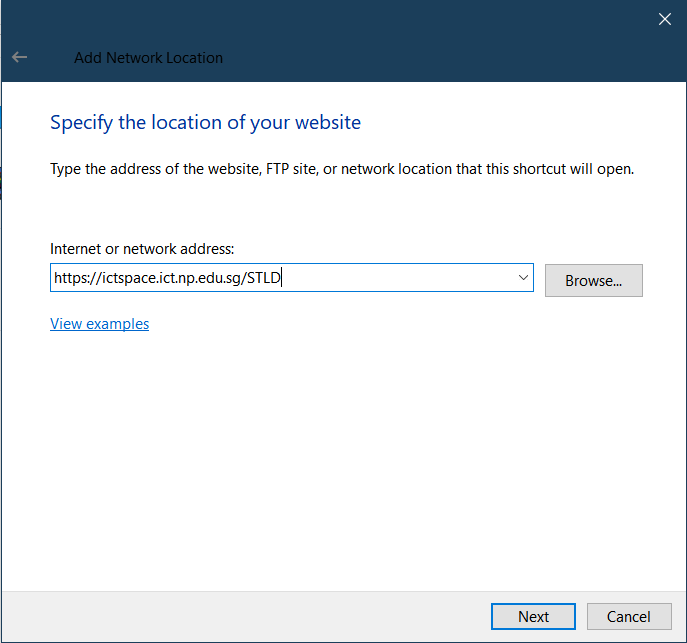 Add Network Location
Specify the location of your website
Type the address of the website, FTP site, or network location that this shortcut will open.
Internet or network address:
https://ictspace.ict.np.edu.sg/STLD
Browse...
View examples
Next
Cancel